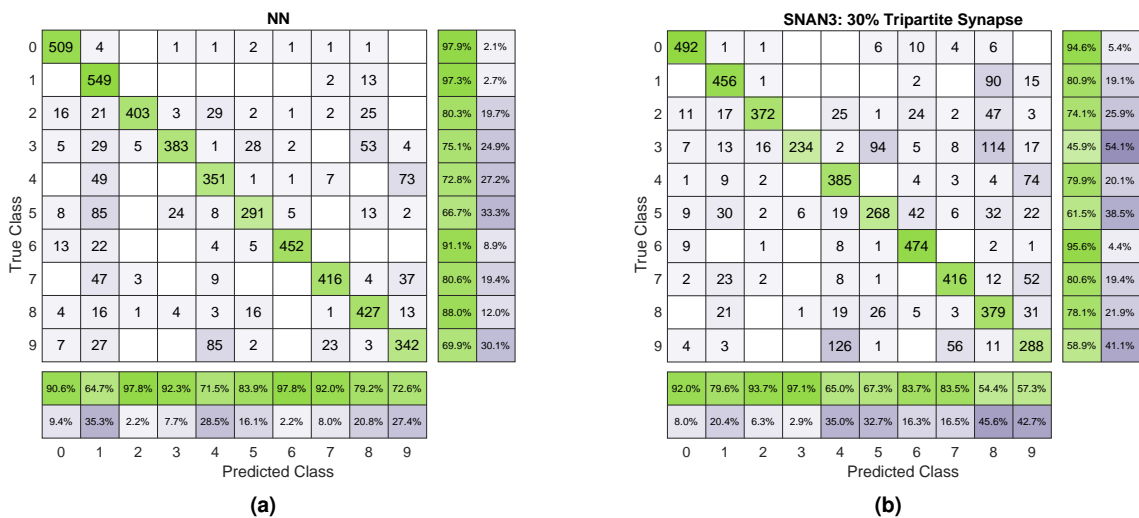 NN
0 509 4 1 1 2 1 1 1 97.9% 2.1%
1 549 2 13 97.3% 2.7%
2 16 21 403 3 29 2 1 2 25 80.3% 19.7%
3 5 29 5 383 1 28 2 53 4 75.1% 24.9%
4 49 351 1 1 7 73 72.8% 27.2%
5 8 85 24 8 291 5 13 2 66.7% 33.3%
6 13 22 4 5 452 91.1% 8.9%
7 47 3 9 416 4 37 80.6% 19.4%
8 4 16 1 4 3 16 1 427 13 88.0% 12.0%
9 7 27 85 2 23 3 342 69.9% 30.1%
True Class
90.6% 64.7% 97.8% 92.3% 71.5% 83.9% 97.8% 92.0% 79.2% 72.6%
9.4% 35.3% 2.2% 7.7% 28.5% 16.1% 2.2% 8.0% 20.8% 27.4%
0 1 2 3 4 5 6 7 8 9
Predicted Class
(a)
SNAN3: 30% Tripartite Synapse
0 492 1 1 6 10 4 6 94.6% 5.4%
1 456 1 2 90 15 80.9% 19.1%
2 11 17 372 25 1 24 2 47 3 74.1% 25.9%
3 7 13 16 234 2 94 5 8 114 17 45.9% 54.1%
4 1 9 2 385 4 3 4 74 79.9% 20.1%
5 9 30 2 6 19 268 42 6 32 22 61.5% 38.5%
6 9 1 8 1 474 2 1 95.6% 4.4%
7 2 23 2 8 1 416 12 52 80.6% 19.4%
8 21 1 19 26 5 3 379 31 78.1% 21.9%
9 4 3 126 1 56 11 288 58.9% 41.1%
True Class
92.0% 79.6% 93.7% 97.1% 65.0% 67.3% 83.7% 83.5% 54.4% 57.3%
8.0% 20.4% 6.3% 2.9% 35.0% 32.7% 16.3% 16.5% 45.6% 42.7%
0 1 2 3 4 5 6 7 8 9
Predicted Class
(b)